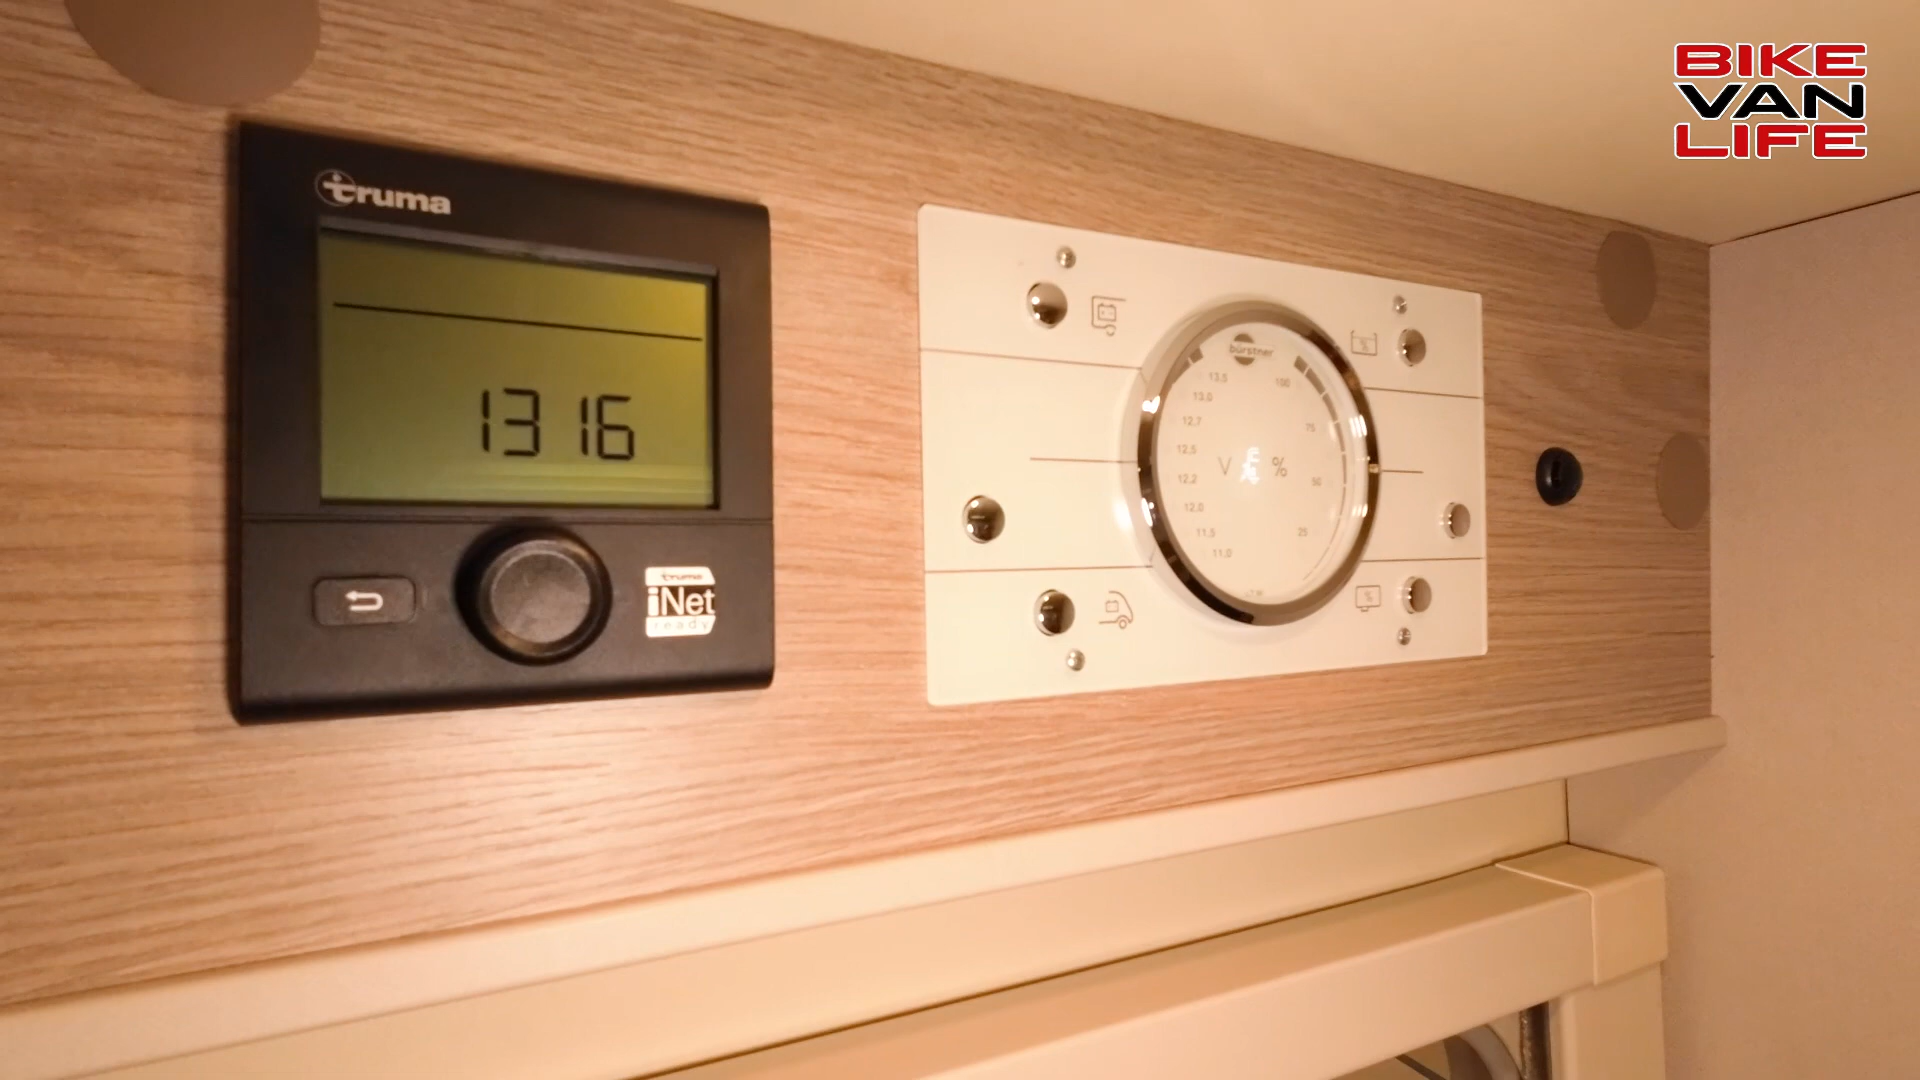 BIKE
VAN
LIFE
truma
1316
truma
iNet
ready
bürstner
13,5
13,0
12,7
12,5
12,2
12,0
11,5
11,0
100
75
50
25
V
%
%
%